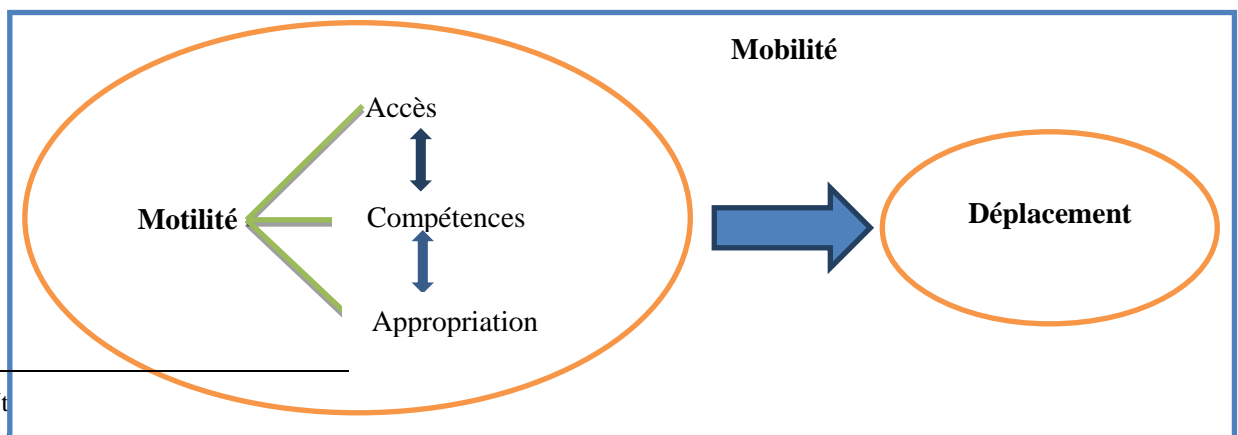 Mobilité
Accès
Motilité
Compétences
Déplacement
Appropriation